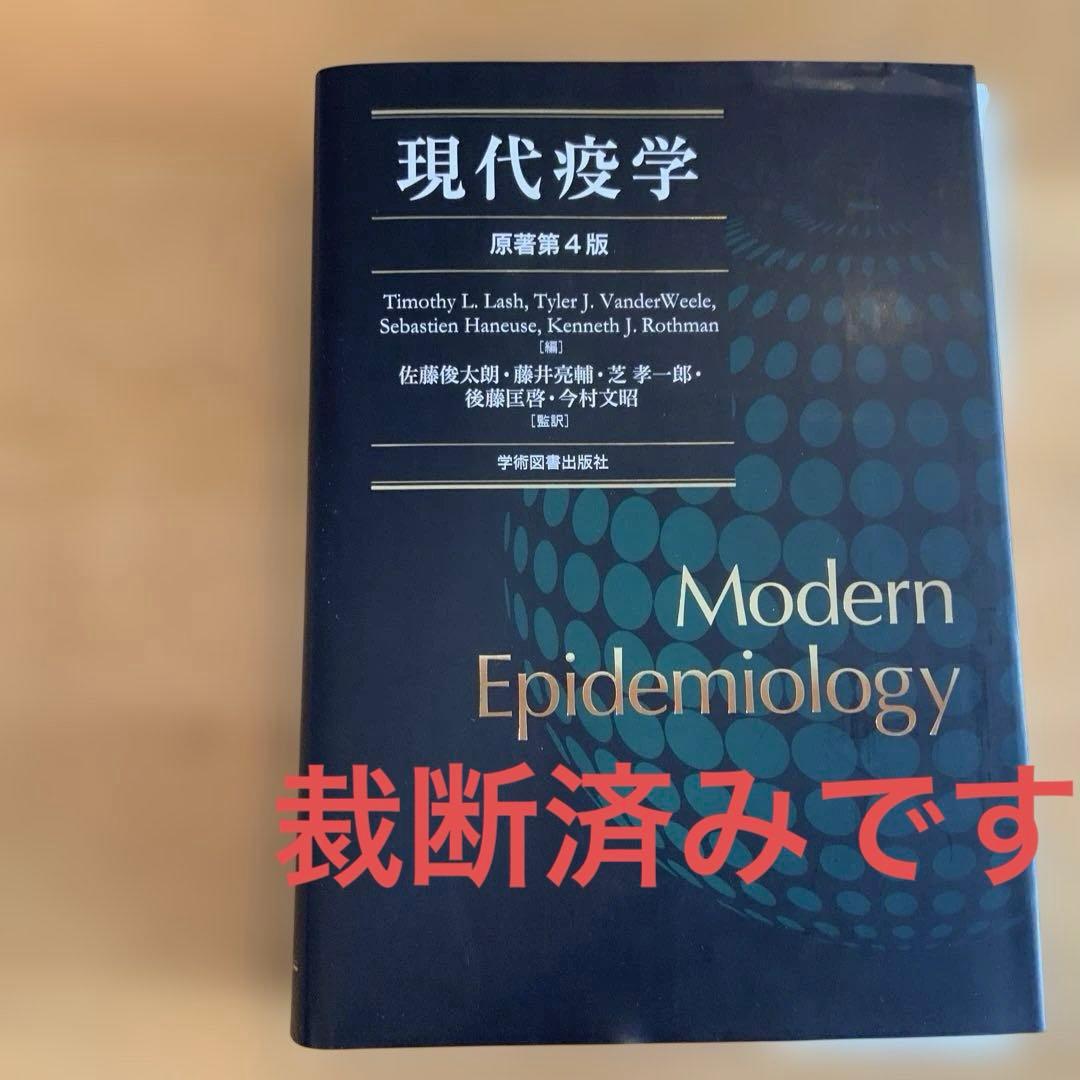 現代疫学
原著第4版
Timothy L. Lash, Tyler J. VanderWeele,
Sebastien Haneuse, Kenneth J. Rothman
[編]
佐藤俊太朗・藤井亮輔・芝 孝一郎・
後藤匡啓・今村文昭
[監訳]
学術図書出版社
Modern
Epidemiology
裁断済みです